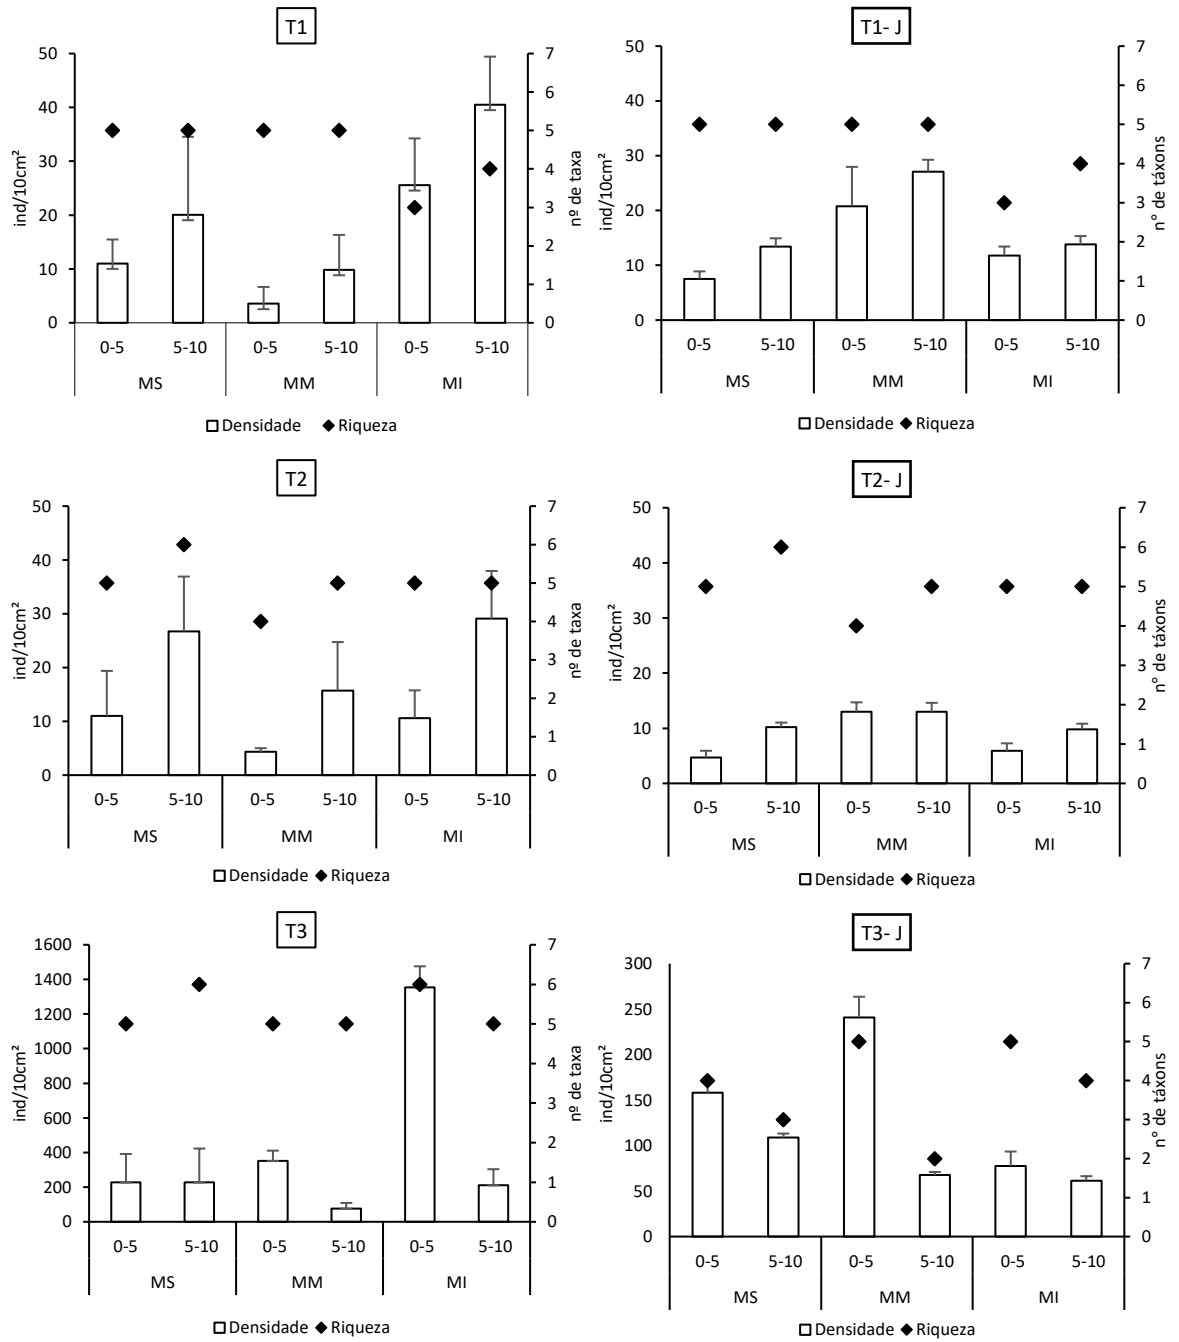 T1
50
40
30
20
10
0
ind/10cm²
7
6
5
4
3
2
1
0
nº de taxa
0-5 5-10 0-5 5-10 0-5 5-10
MS MM MI
Densidade Riqueza
T1- J
50
40
30
20
10
0
ind/10cm²
7
6
5
4
3
2
1
0
n° de táxons
0-5 5-10 0-5 5-10 0-5 5-10
MS MM MI
Densidade Riqueza
T2
50
40
30
20
10
0
ind/10cm²
7
6
5
4
3
2
1
0
nº de taxa
0-5 5-10 0-5 5-10 0-5 5-10
MS MM MI
Densidade Riqueza
T2- J
50
40
30
20
10
0
ind/10cm²
7
6
5
4
3
2
1
0
n° de táxons
0-5 5-10 0-5 5-10 0-5 5-10
MS MM MI
Densidade Riqueza
T3
1600
1400
1200
1000
800
600
400
200
0
ind/10cm²
7
6
5
4
3
2
1
0
nº de taxa
0-5 5-10 0-5 5-10 0-5 5-10
MS MM MI
Densidade Riqueza
T3- J
300
250
200
150
100
50
0
ind/10cm²
7
6
5
4
3
2
1
0
n° de táxons
0-5 5-10 0-5 5-10 0-5 5-10
MS MM MI
Densidade Riqueza